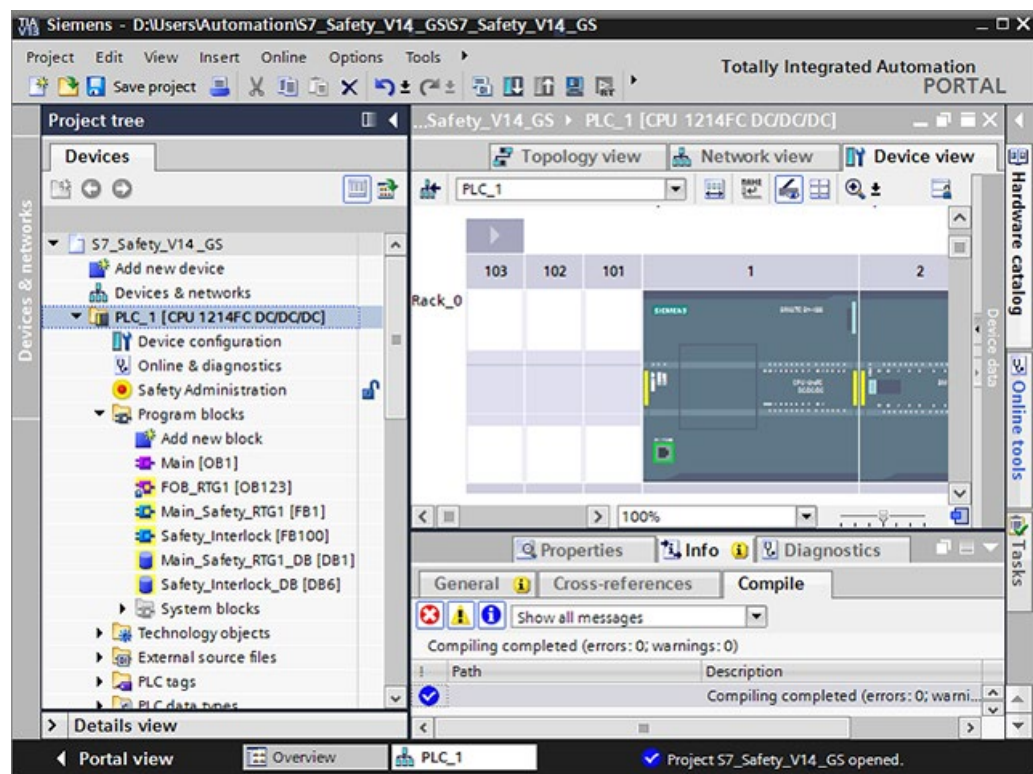 Siemens - D:\Users\Automation\S7_Safety_V14_GS\S7_Safety_V14_GS
Project Edit View Insert Online Options Tools
Save project
Totally Integrated Automation
PORTAL
Project tree
...Safety_V14_GS PLC_1 [CPU 1214FC DC/DC/DC]
Devices
Topology view
Network view
Device view
PLC_1
Devices & networks
S7_Safety_V14_GS
Add new device
Devices & networks
PLC_1 [CPU 1214FC DC/DC/DC]
Device configuration
Online & diagnostics
Safety Administration
Program blocks
Add new block
Main [OB1]
FOB_RTG1 [OB123]
Main_Safety_RTG1 [FB1]
Safety_Interlock [FB100]
Main_Safety_RTG1_DB [DB1]
Safety_Interlock_DB [DB6]
System blocks
Technology objects
External source files
PLC tags
PLC data types
Details view
103 102 101 1 2
Rack_0
SIEMENS
100%
Device data
Hardware catalog
Online tools
Tasks
Properties
Info
Diagnostics
General
Cross-references
Compile
Show all messages
Compiling completed (errors: 0; warnings: 0)
! Path Description
Compiling completed (errors: 0; warni...
Portal view
Overview
PLC_1
Project S7_Safety_V14_GS opened.